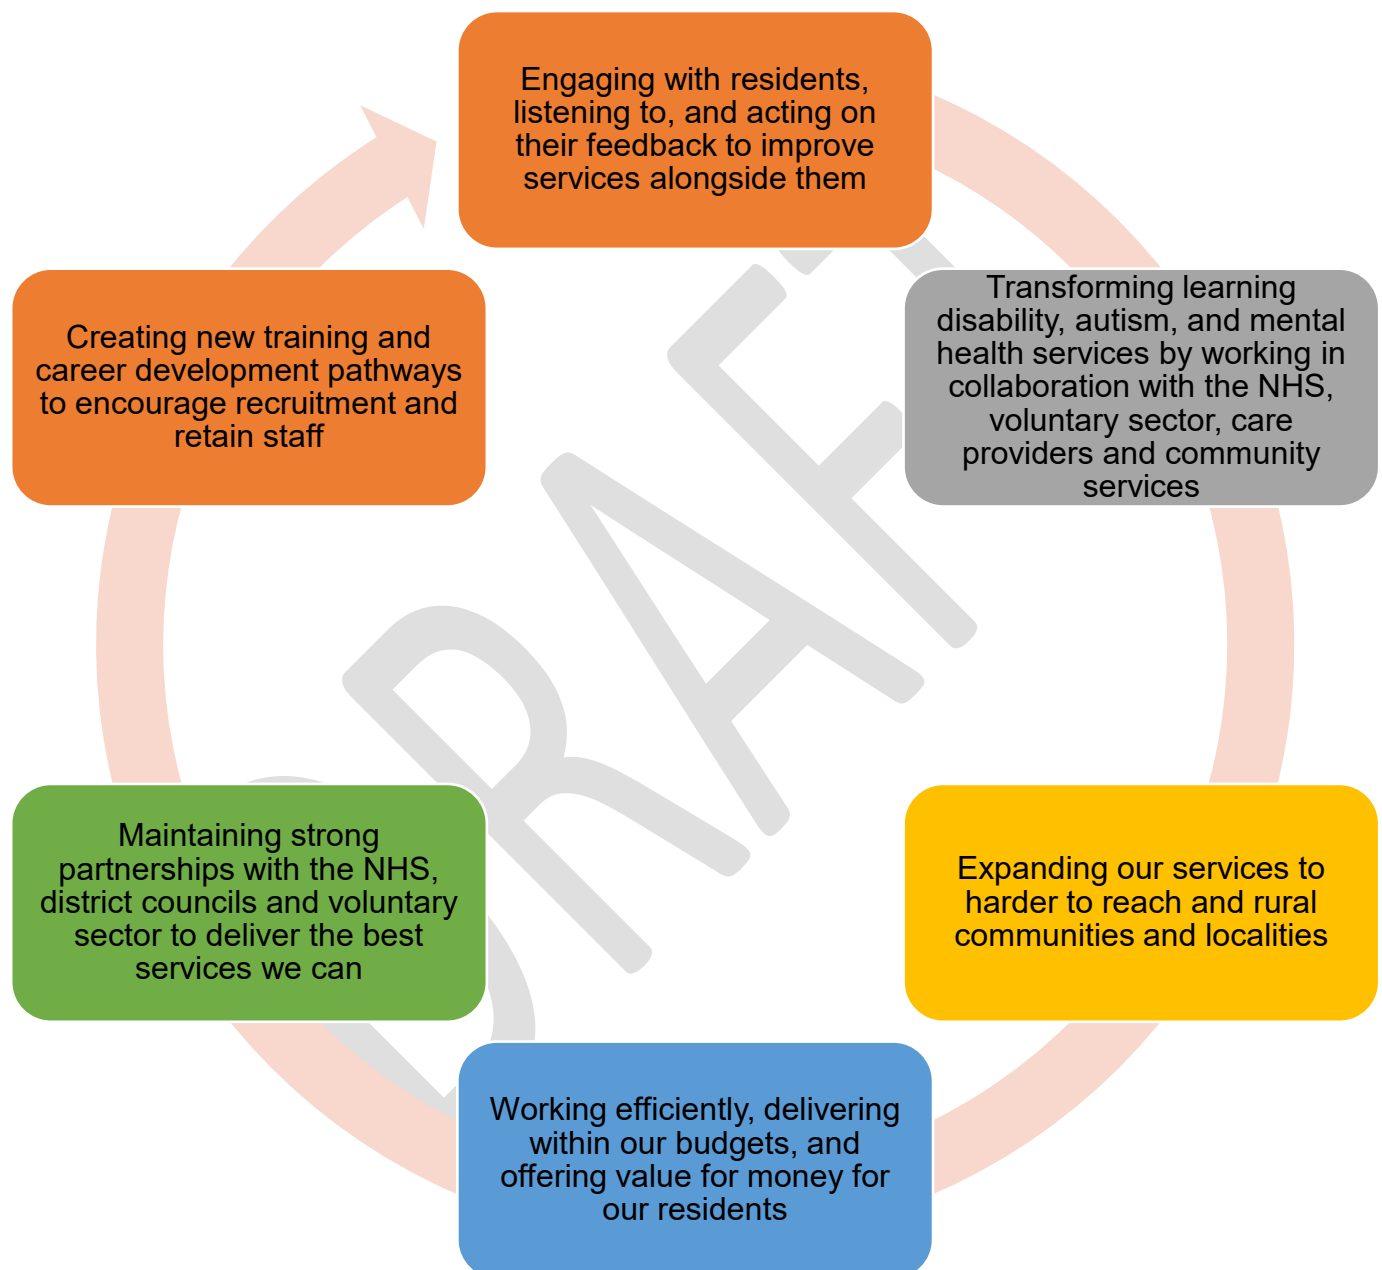 Engaging with residents,
listening to, and acting on
their feedback to improve
services alongside them
Transforming learning
disability, autism, and mental
health services by working in
collaboration with the NHS,
voluntary sector, care
providers and community
services
Expanding our services to
harder to reach and rural
communities and localities
Working efficiently, delivering
within our budgets, and
offering value for money for
our residents
Maintaining strong
partnerships with the NHS,
district councils and voluntary
sector to deliver the best
services we can
Creating new training and
career development pathways
to encourage recruitment and
retain staff
DRAFT